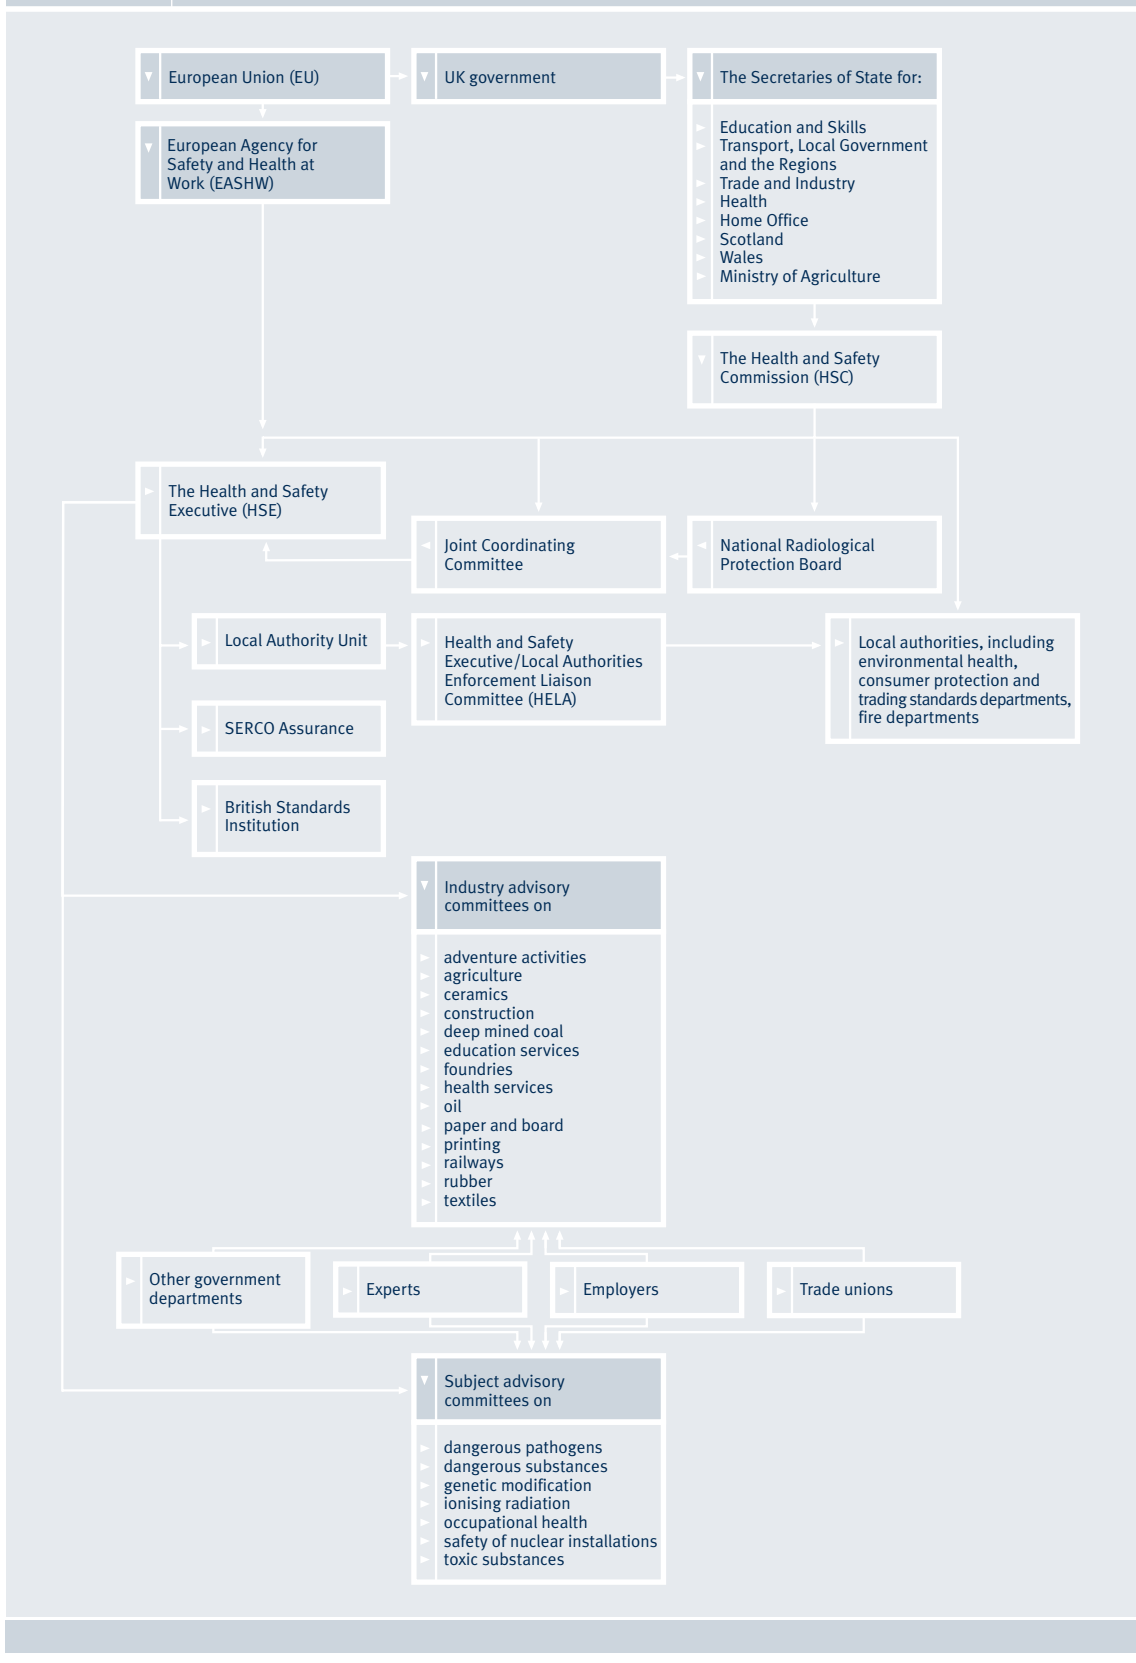 European Union (EU)
UK government
The Secretaries of State for:
Education and Skills
Transport, Local Government
and the Regions
Trade and Industry
Health
Home Office
Scotland
Wales
Ministry of Agriculture
European Agency for
Safety and Health at
Work (EASHW)
The Health and Safety
Commission (HSC)
The Health and Safety
Executive (HSE)
Joint Coordinating
Committee
National Radiological
Protection Board
Local Authority Unit
Health and Safety
Executive/Local Authorities
Enforcement Liaison
Committee (HELA)
Local authorities, including
environmental health,
consumer protection and
trading standards departments,
fire departments
SERCO Assurance
British Standards
Institution
Industry advisory
committees on
adventure activities
agriculture
ceramics
construction
deep mined coal
education services
foundries
health services
oil
paper and board
printing
railways
rubber
textiles
Other government
departments
Experts
Employers
Trade unions
Subject advisory
committees on
dangerous pathogens
dangerous substances
genetic modification
ionising radiation
occupational health
safety of nuclear installations
toxic substances